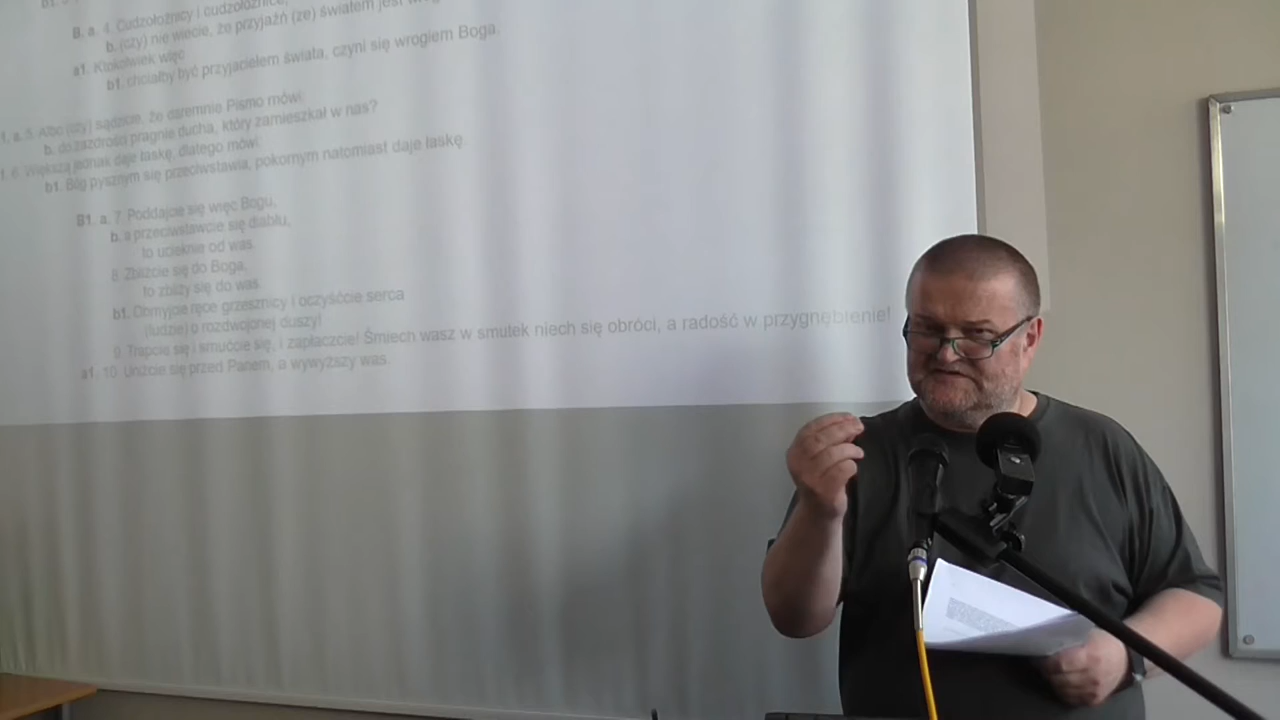 B. a. 4. Cudzołożnicy i cudzołożnice,
b. (czy) nie wiecie, że przyjaźń (ze) światem jest
a1. Ktokolwiek więc
b1. chciałby być przyjacielem świata, czyni się wrogiem Boga.
a. 5. Albo (czy) sądzicie, że daremnie Pismo mówi:
b. do zazdrości pragnie ducha, który zamieszkał w nas?
6. Większą jednak daje łaskę, dlatego mówi:
b1. Bóg pysznym się przeciwstawia, pokornym natomiast daje łaskę.
B1. a. 7. Poddajcie się więc Bogu,
b. a przeciwstawcie się diabłu,
to ucieknie od was.
8. Zbliżcie się do Boga,
to zbliży się do was.
b1. Obmyjcie ręce grzesznicy i oczyśćcie serca
(ludzie) o rozdwojonej duszy!
9. Trapcie się i smućcie się, i zapłaczcie! Śmiech wasz w smutek niech się obróci, a radość w przygnębienie!
a1. 10. Uniżcie się przed Panem, a wywyższy was.